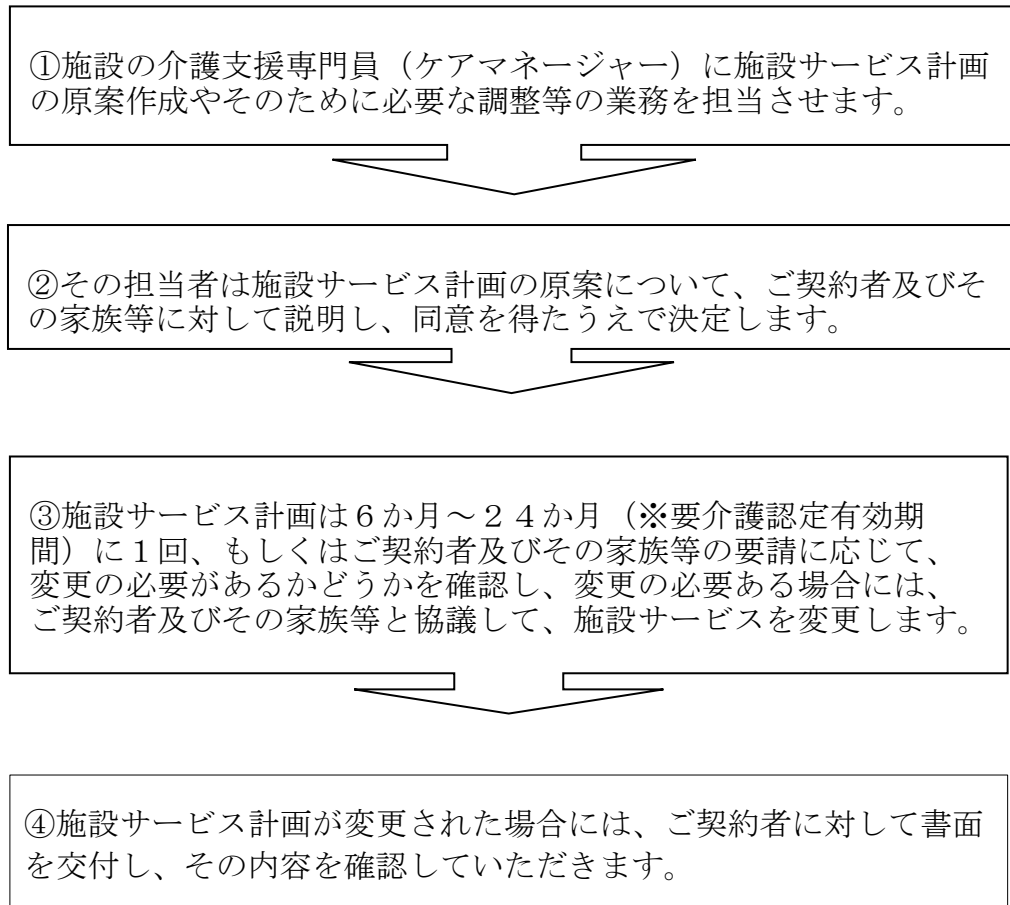 ①施設の介護支援専門員（ケアマネージャー）に施設サービス計画
の原案作成やそのために必要な調整等の業務を担当させます。
②その担当者は施設サービス計画の原案について、ご契約者及びそ
の家族等に対して説明し、同意を得たうえで決定します。
③施設サービス計画は６か月～２４か月（※要介護認定有効期
間）に１回、もしくはご契約者及びその家族等の要請に応じて、
変更の必要があるかどうかを確認し、変更の必要ある場合には、
ご契約者及びその家族等と協議して、施設サービスを変更します。
④施設サービス計画が変更された場合には、ご契約者に対して書面
を交付し、その内容を確認していただきます。